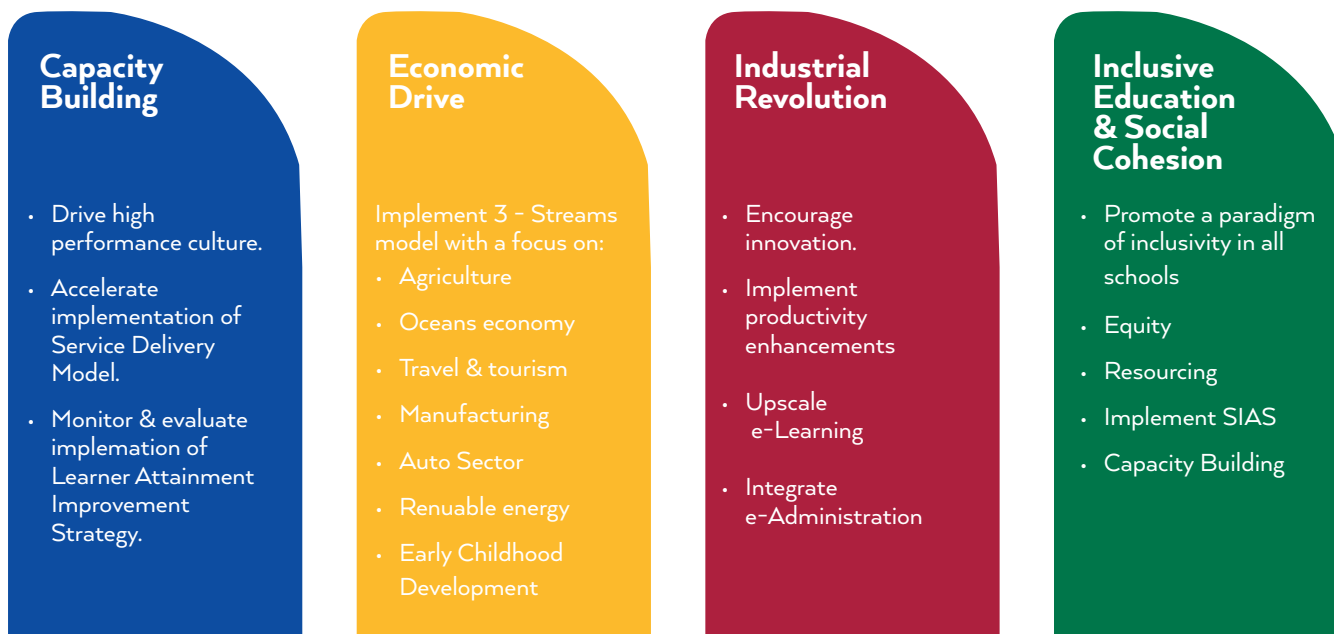 Capacity
Building
• Drive high
performance culture.
• Accelerate
implementation of
Service Delivery
Model.
• Monitor & evaluate
implemation of
Learner Attainment
Improvement
Strategy.
Economic
Drive
Implement 3 - Streams
model with a focus on:
• Agriculture
• Oceans economy
• Travel & tourism
• Manufacturing
• Auto Sector
• Renuable energy
• Early Childhood
Development
Industrial
Revolution
• Encourage
innovation.
• Implement
productivity
enhancements
• Upscale
e-Learning
• Integrate
e-Administration
Inclusive
Education
& Social
Cohesion
• Promote a paradigm
of inclusivity in all
schools
• Equity
• Resourcing
• Implement SIAS
• Capacity Building